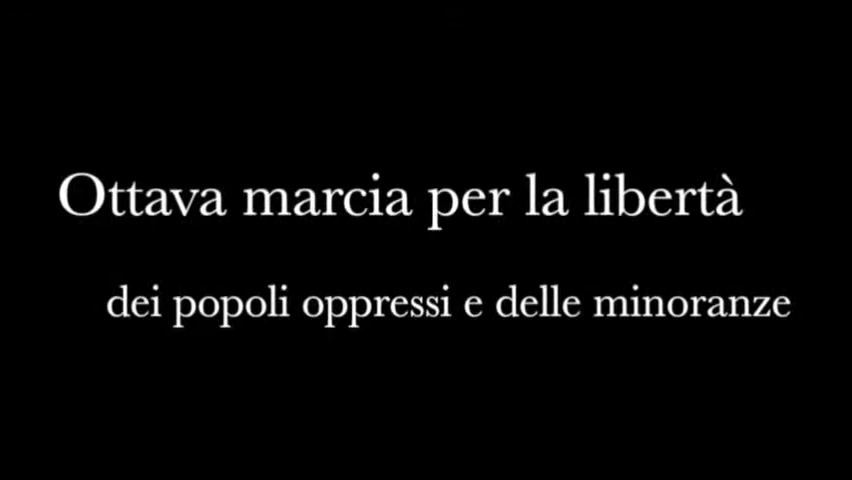 Ottava marcia per la libertà
dei popoli oppressi e delle minoranze